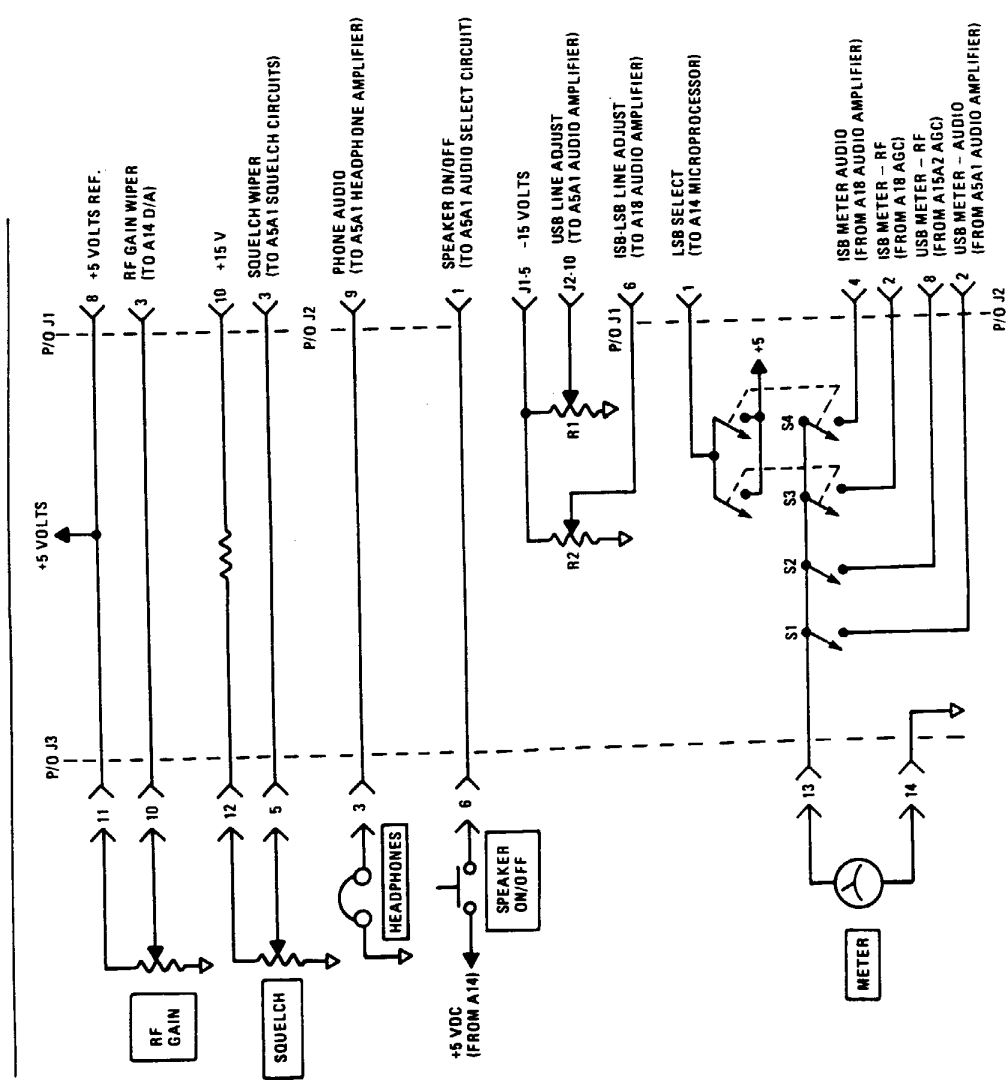 P/O J3
P/O J1
+5 VOLTS
11
8
+5 VOLTS REF.
10
3
RF GAIN WIPER
(TO A14 D/A)
RF
GAIN
12
10
+15 V
5
3
SQUELCH WIPER
(TO A5A1 SQUELCH CIRCUITS)
SQUELCH
P/O J2
3
9
PHONE AUDIO
(TO A5A1 HEADPHONE AMPLIFIER)
HEADPHONES
6
1
SPEAKER ON/OFF
(TO A5A1 AUDIO SELECT CIRCUIT)
SPEAKER
ON/OFF
+5 VDC
(FROM A14)
J1-5
-15 VOLTS
R1
J2-10
USB LINE ADJUST
(TO A5A1 AUDIO AMPLIFIER)
R2
P/O J1
6
ISB-LSB LINE ADJUST
(TO A18 AUDIO AMPLIFIER)
1
LSB SELECT
(TO A14 MICROPROCESSOR)
+5
S1
S2
S3
S4
13
14
METER
4
ISB METER AUDIO
(FROM A18 AUDIO AMPLIFIER)
2
ISB METER – RF
(FROM A18 AGC)
8
USB METER – RF
(FROM A15A2 AGC)
2
USB METER – AUDIO
(FROM A5A1 AUDIO AMPLIFIER)
P/O J2